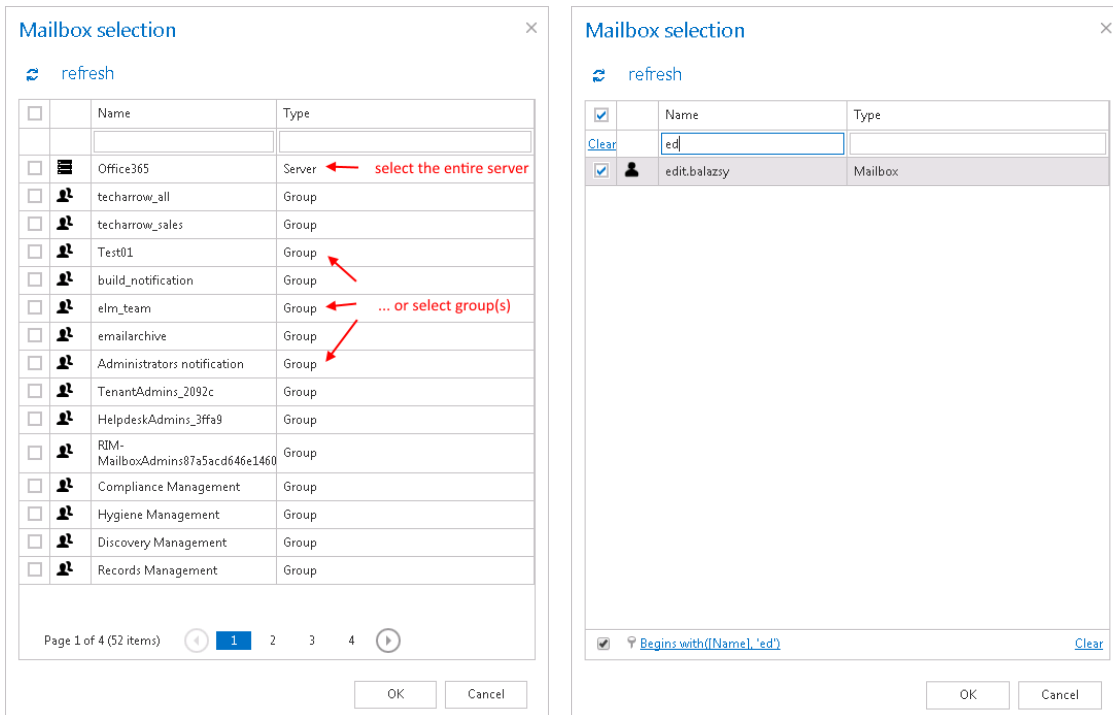 Mailbox selection
refresh
Name Type
Office365 Server select the entire server
techarrow_all Group
techarrow_sales Group
Test01 Group
build_notification Group
elm_team Group ... or select group(s)
emailarchive Group
Administrators notification Group
TenantAdmins_2092c Group
HelpdeskAdmins_3ffa9 Group
RIM-
MailboxAdmins87a5acd646e1460 Group
Compliance Management Group
Hygiene Management Group
Discovery Management Group
Records Management Group
Page 1 of 4 (52 items) 1 2 3 4
OK Cancel
Mailbox selection
refresh
Name Type
Clear ed
edit.balazsy Mailbox
Begins with([Name], 'ed') Clear
OK Cancel